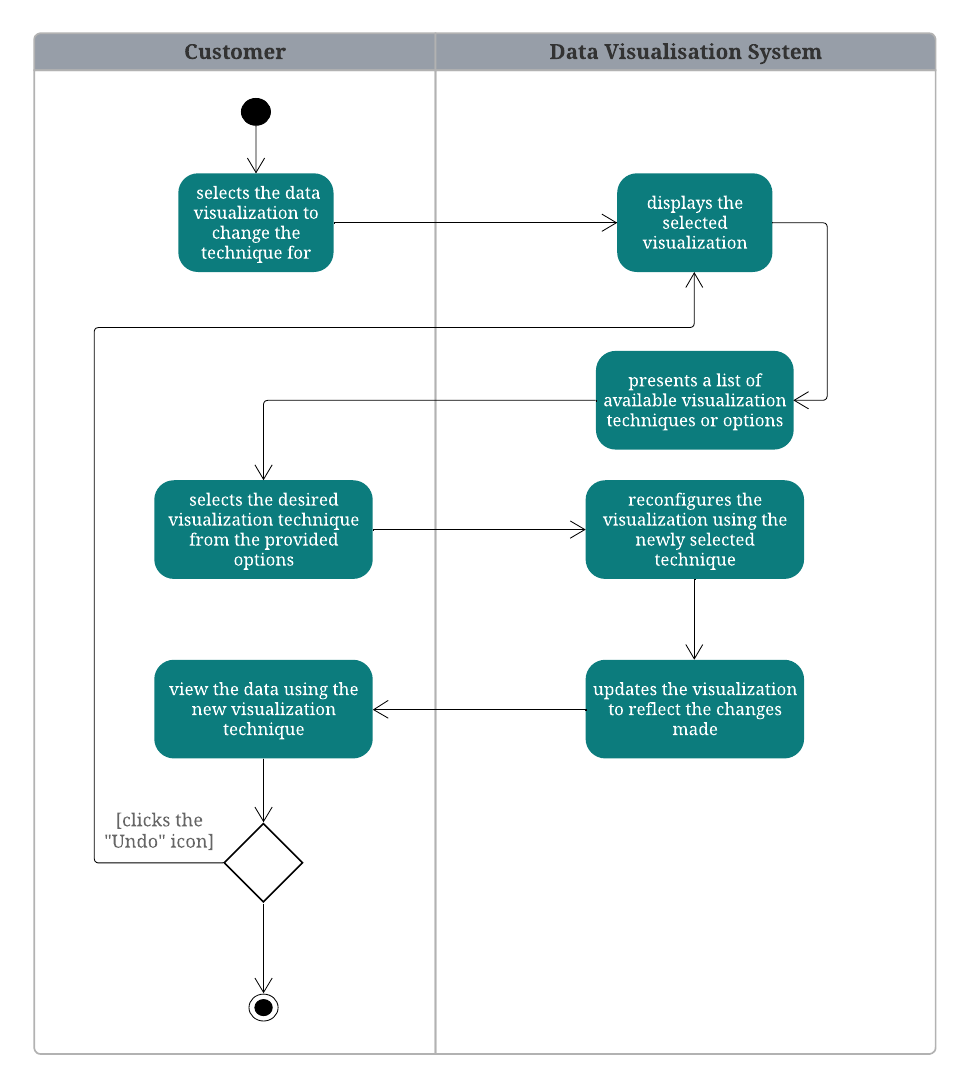 Customer
Data Visualisation System
selects the data
visualization to
change the
technique for
displays the
selected
visualization
presents a list of
available visualization
techniques or options
selects the desired
visualization technique
from the provided
options
reconfigures the
visualization using the
newly selected
technique
view the data using the
new visualization
technique
updates the visualization
to reflect the changes
made
[clicks the
"Undo" icon]